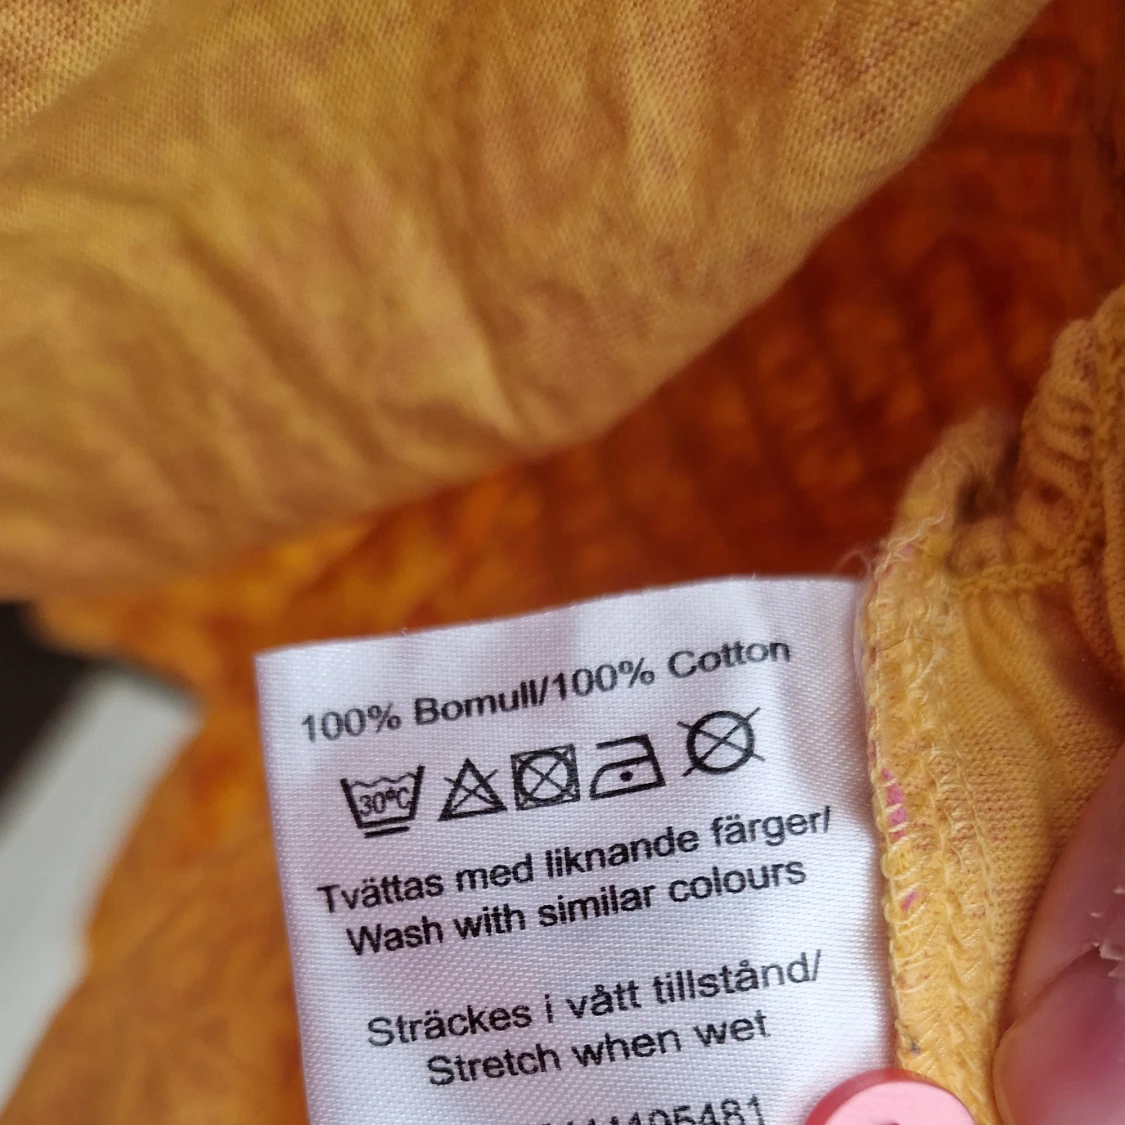 100% Bomull/100% Cotton
30°C
Tvättas med liknande färger/
Wash with similar colours
Sträckes i vått tillstånd/
Stretch when wet